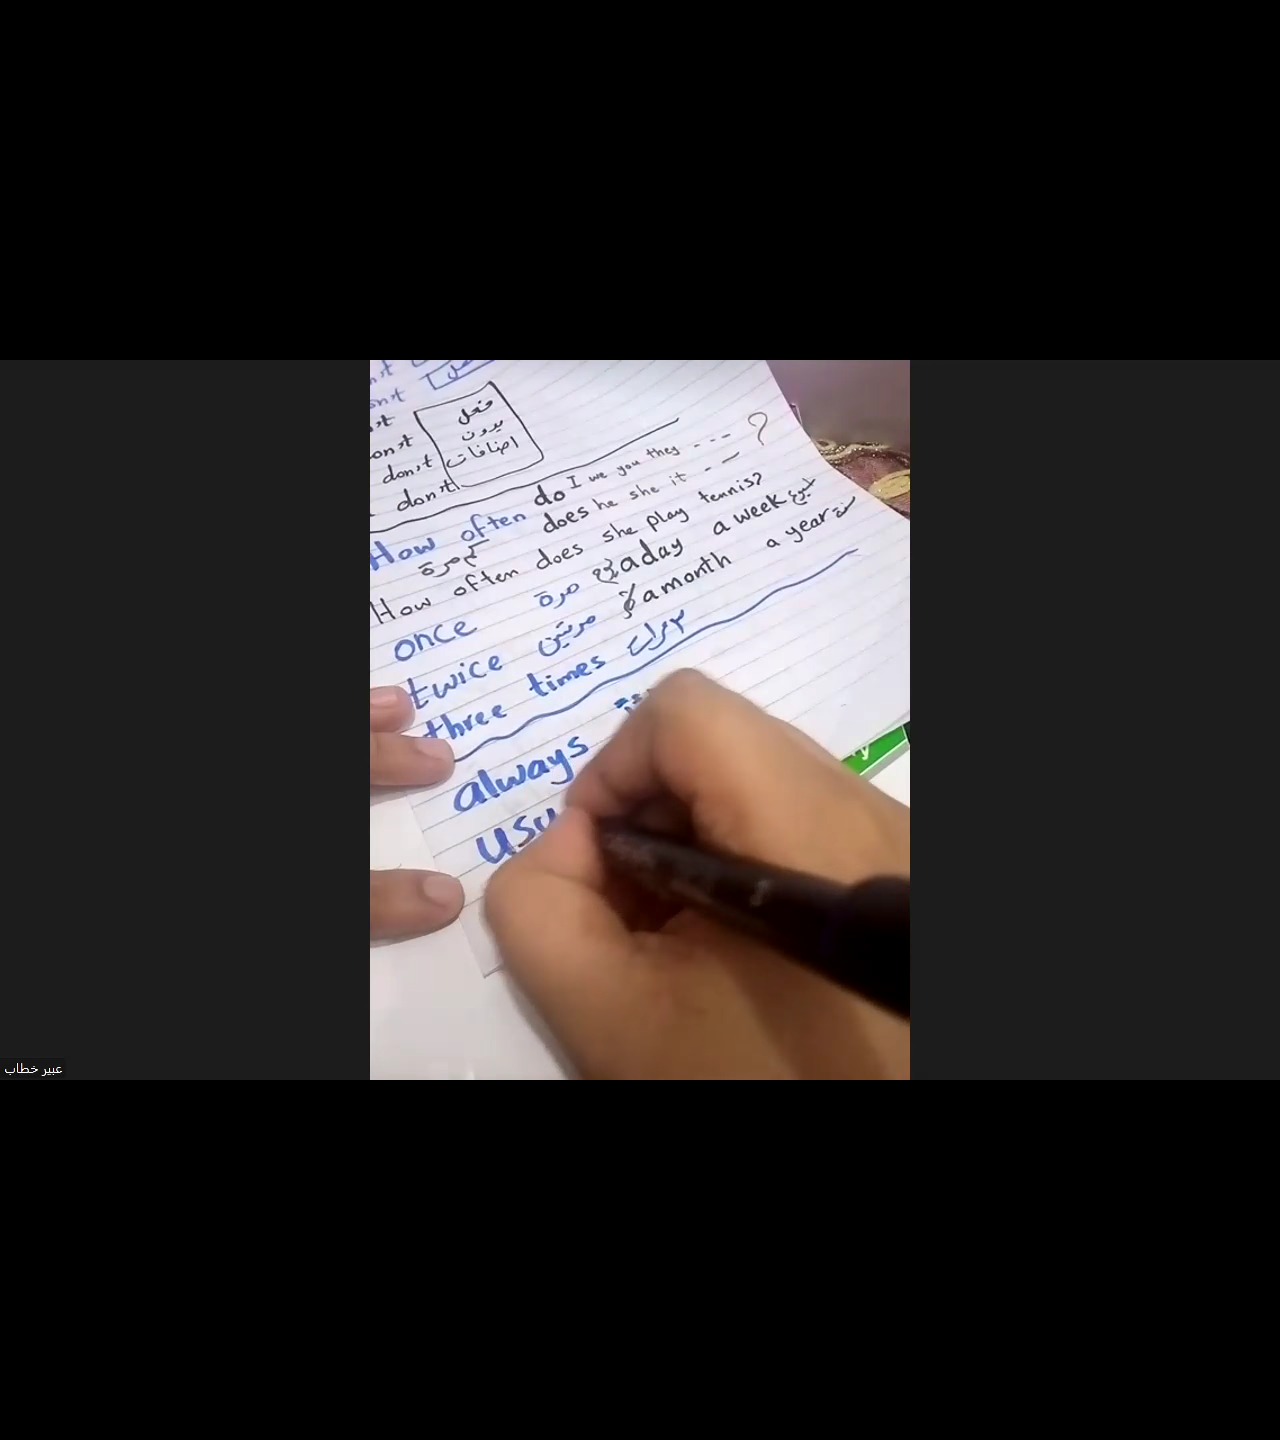 don't
فعل
بدون
اضافات
don't
don't
How often do I we you they --- ?
كم مرة does he she it --
How often does she play tennis?
once مرة يوم a day a week اسبوع
twice مرتين شهر a month a year سنة
three times ٣ مرات
always
usu
عبير خطاب